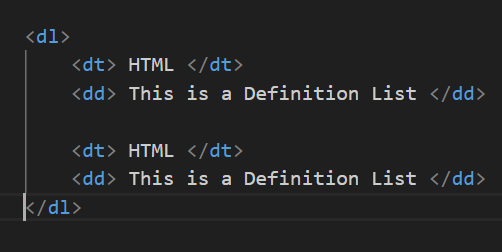 <dl>
<dt> HTML </dt>
<dd> This is a Definition List </dd>
<dt> HTML </dt>
<dd> This is a Definition List </dd>
</dl>